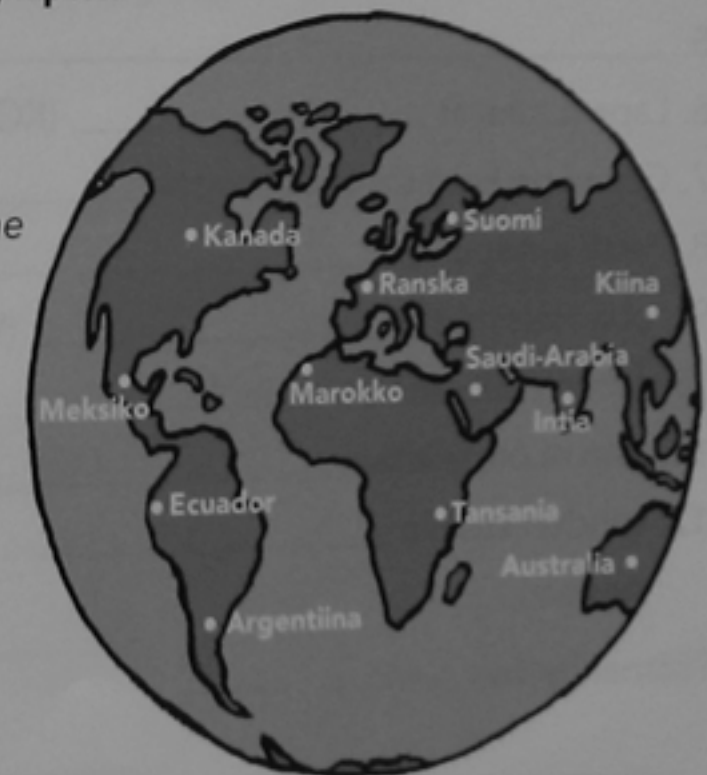 Kanada
Suomi
Ranska
Kiina
Saudi-Arabia
Marokko
Meksiko
Intia
Ecuador
Tansania
Australia
Argentiina